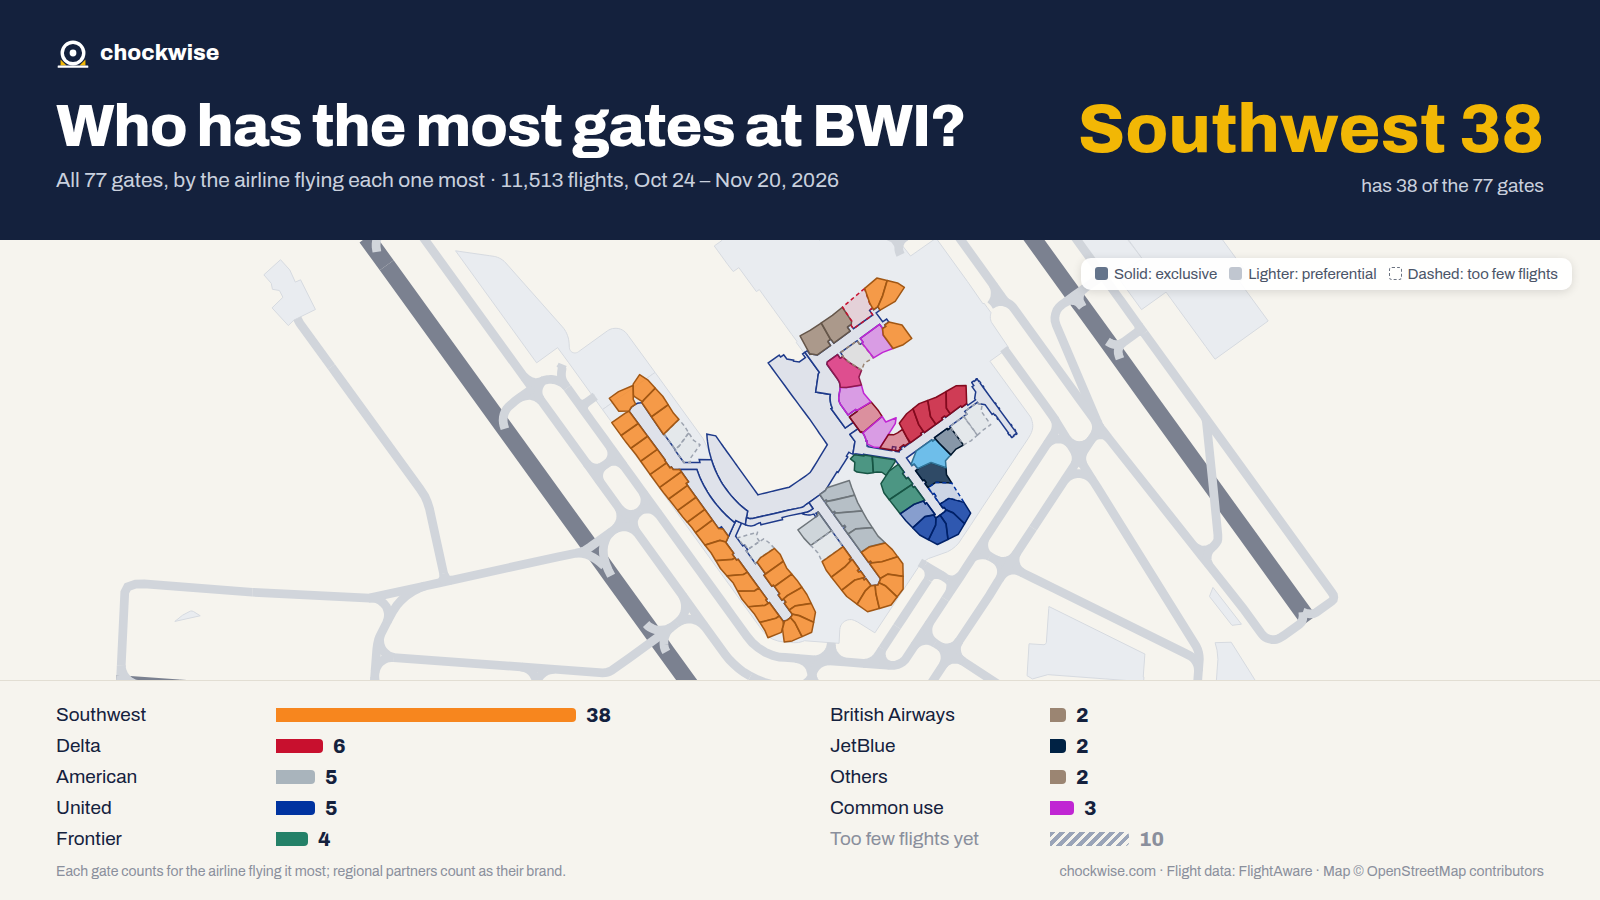 chockwise
Who has the most gates at BWI?
All 77 gates, by the airline flying each one most · 11,513 flights, Oct 24 – Nov 20, 2026
Southwest 38
has 38 of the 77 gates
Solid: exclusive Lighter: preferential Dashed: too few flights
Southwest 38
Delta 6
American 5
United 5
Frontier 4
British Airways 2
JetBlue 2
Others 2
Common use 3
Too few flights yet 10
Each gate counts for the airline flying it most; regional partners count as their brand.
chockwise.com · Flight data: FlightAware · Map © OpenStreetMap contributors